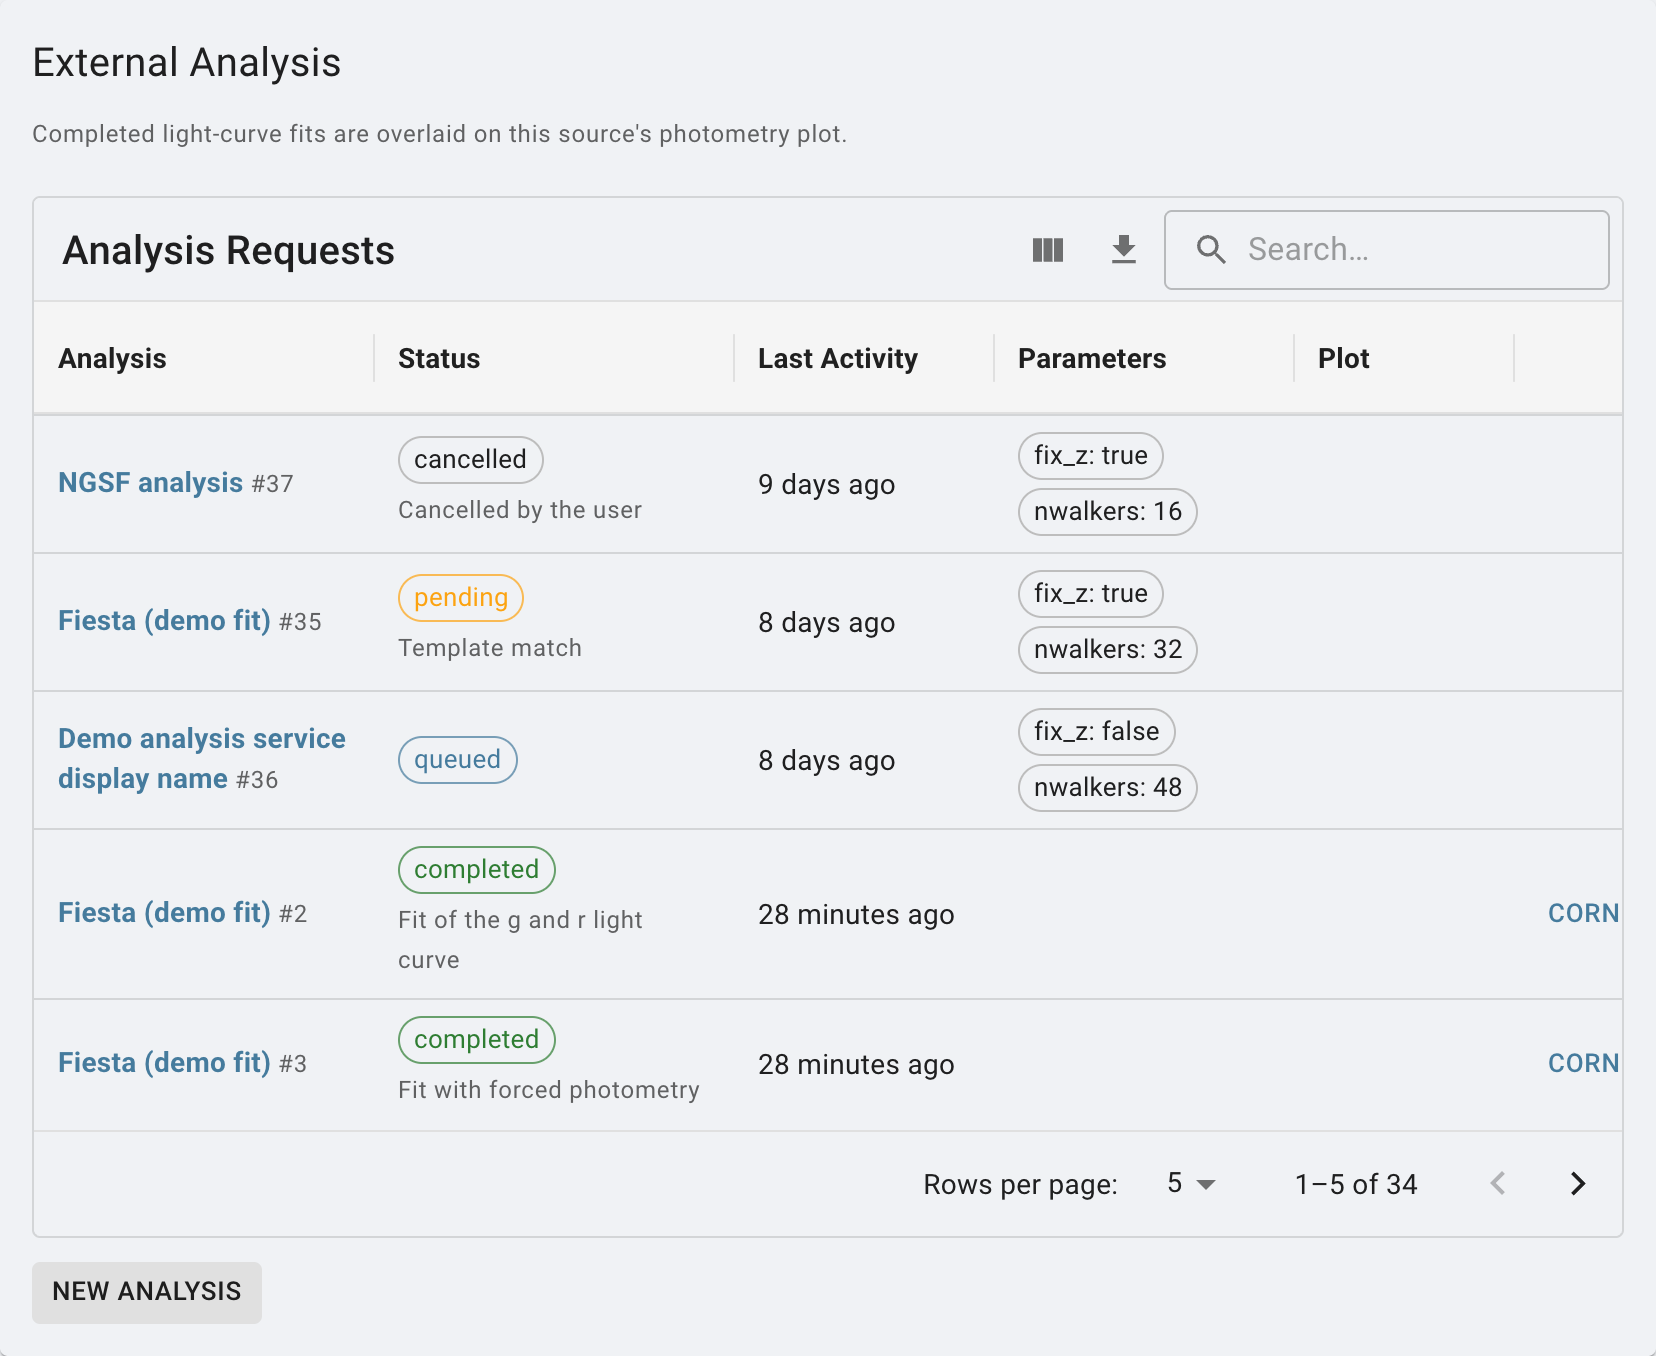 External Analysis
Completed light-curve fits are overlaid on this source's photometry plot.
Analysis Requests
Search…
Analysis Status Last Activity Parameters Plot
NGSF analysis #37
cancelled
Cancelled by the user
9 days ago
fix_z: true
nwalkers: 16
Fiesta (demo fit) #35
pending
Template match
8 days ago
fix_z: true
nwalkers: 32
Demo analysis service
display name #36
queued
8 days ago
fix_z: false
nwalkers: 48
Fiesta (demo fit) #2
completed
Fit of the g and r light
curve
28 minutes ago
CORN
Fiesta (demo fit) #3
completed
Fit with forced photometry
28 minutes ago
CORN
Rows per page: 5 1–5 of 34
NEW ANALYSIS